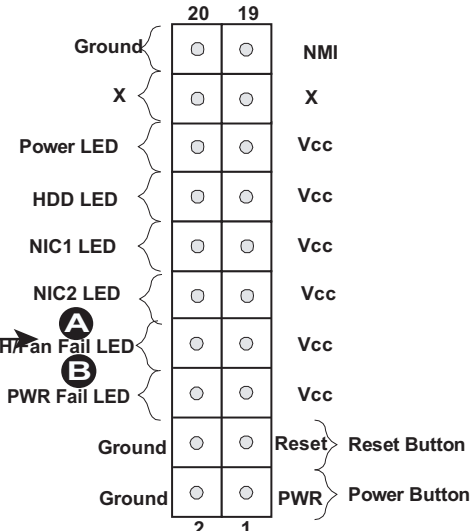 20 19
Ground NMI
X X
Power LED Vcc
HDD LED Vcc
NIC1 LED Vcc
NIC2 LED Vcc
A
H/Fan Fail LED Vcc
B
PWR Fail LED Vcc
Ground Reset Reset Button
Ground PWR Power Button
2 1